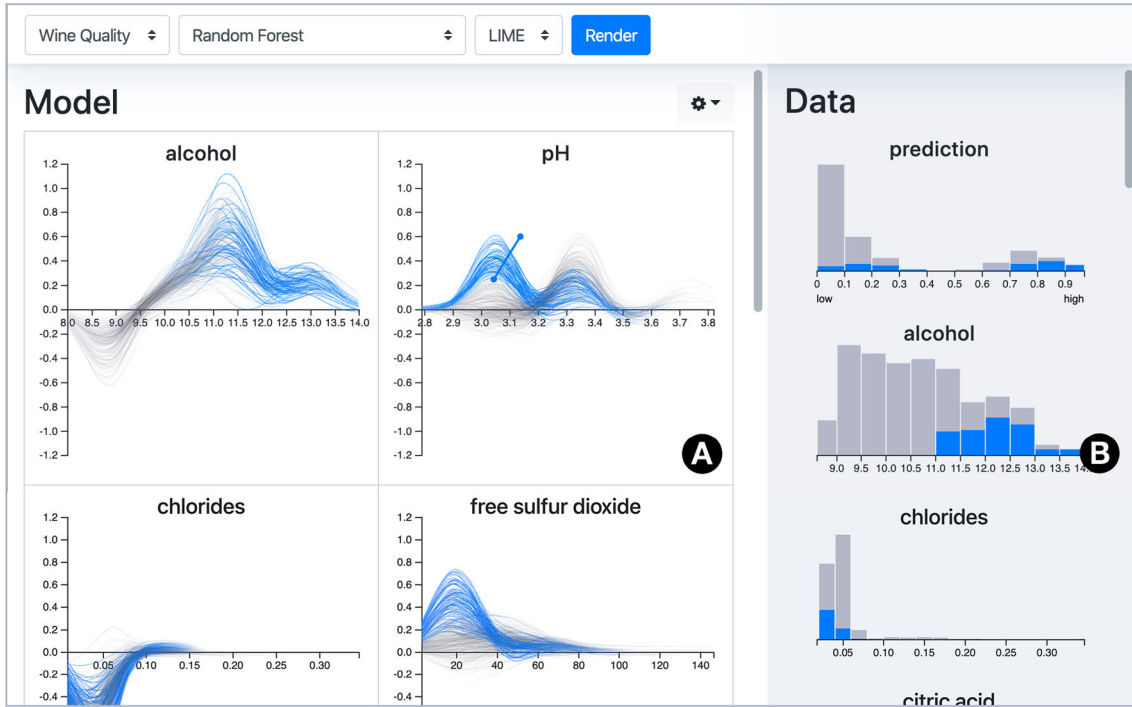 Wine Quality Random Forest LIME Render
Model
Data
alcohol
1.2
1.0
0.8
0.6
0.4
0.2
0.0
-0.2
-0.4
-0.6
-0.8
-1.0
-1.2
8.0 8.5 9.0 9.5 10.0 10.5 11.0 11.5 12.0 12.5 13.0 13.5 14.0
pH
1.2
1.0
0.8
0.6
0.4
0.2
0.0
-0.2
-0.4
-0.6
-0.8
-1.0
-1.2
2.8 2.9 3.0 3.1 3.2 3.3 3.4 3.5 3.6 3.7 3.8
A
chlorides
1.2
1.0
0.8
0.6
0.4
0.2
0.0
-0.2
-0.4
0.05 0.10 0.15 0.20 0.25 0.30
free sulfur dioxide
1.2
1.0
0.8
0.6
0.4
0.2
0.0
-0.2
-0.4
20 40 60 80 100 120 140
prediction
0 0.1 0.2 0.3 0.4 0.5 0.6 0.7 0.8 0.9
low high
alcohol
9.0 9.5 10.0 10.5 11.0 11.5 12.0 12.5 13.0 13.5
B
chlorides
0.05 0.10 0.15 0.20 0.25 0.30
citric acid